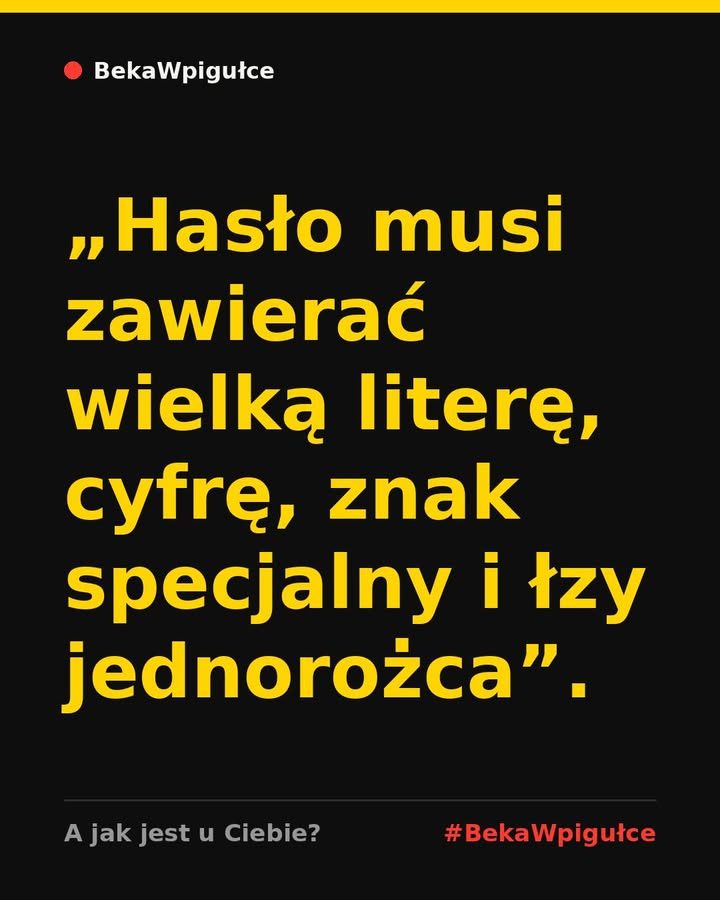 BekaWpigułce
„Hasło musi
zawierać
wielką literę,
cyfrę, znak
specjalny i łzy
jednorożca”.
A jak jest u Ciebie?
#BekaWpigułce